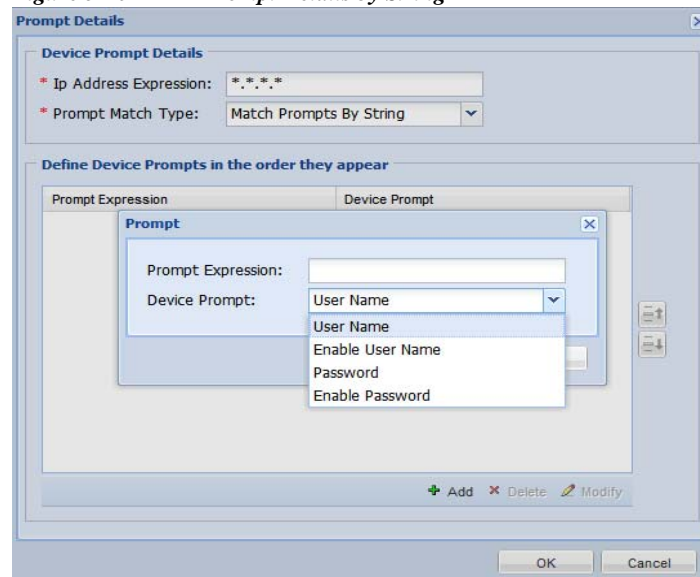 Prompt Details
Device Prompt Details
* Ip Address Expression: *.*.*.*
* Prompt Match Type: Match Prompts By String
Define Device Prompts in the order they appear
Prompt Expression Device Prompt
Prompt
Prompt Expression:
Device Prompt: User Name
User Name
Enable User Name
Password
Enable Password
Add Delete Modify
OK Cancel